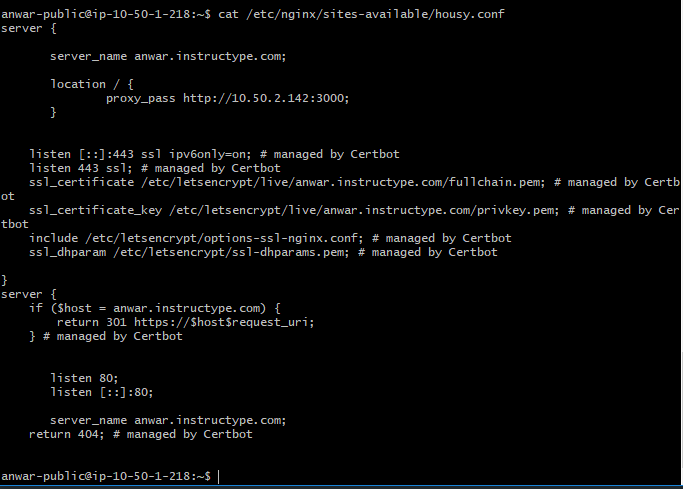 anwar-public@ip-10-50-1-218:~$ cat /etc/nginx/sites-available/housy.conf
server {
server_name anwar.instructype.com;
location / {
proxy_pass http://10.50.2.142:3000;
}
listen [::]:443 ssl ipv6only=on; # managed by Certbot
listen 443 ssl; # managed by Certbot
ssl_certificate /etc/letsencrypt/live/anwar.instructype.com/fullchain.pem; # managed by Certb
ot
ssl_certificate_key /etc/letsencrypt/live/anwar.instructype.com/privkey.pem; # managed by Cer
tbot
include /etc/letsencrypt/options-ssl-nginx.conf; # managed by Certbot
ssl_dhparam /etc/letsencrypt/ssl-dhparams.pem; # managed by Certbot
}
server {
if ($host = anwar.instructype.com) {
return 301 https://$host$request_uri;
} # managed by Certbot
listen 80;
listen [::]:80;
server_name anwar.instructype.com;
return 404; # managed by Certbot
anwar-public@ip-10-50-1-218:~$